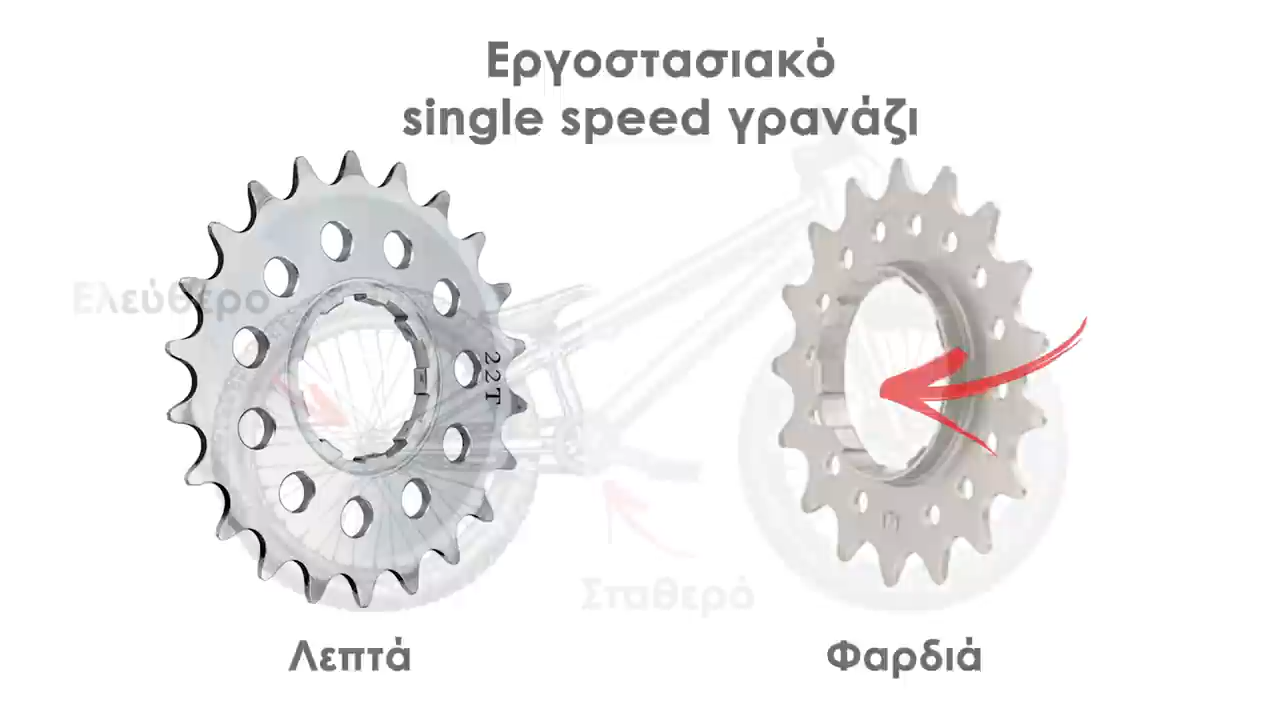 Εργοστασιακό
single speed γρανάζι
Ελεύθερο
22T
Σταθερό
Λεπτά
Φαρδιά